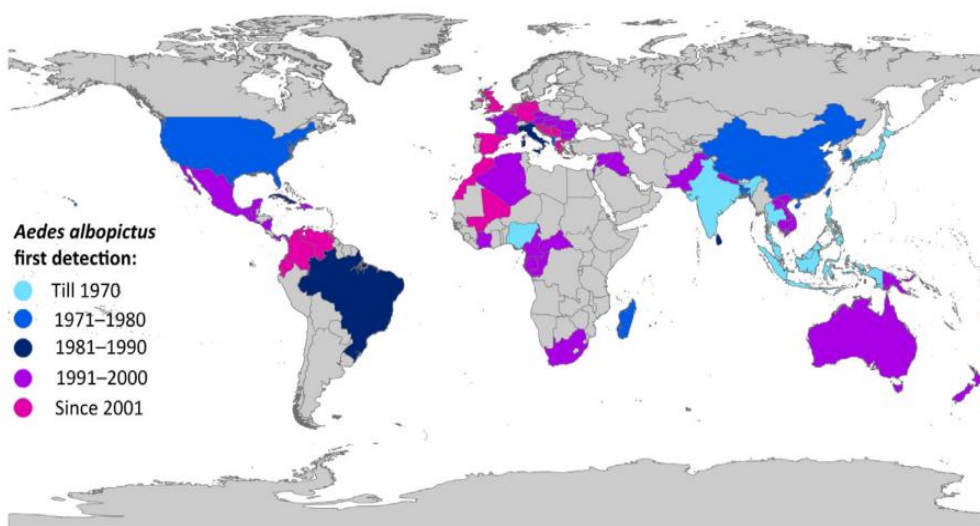 Aedes albopictus
first detection:
Till 1970
1971–1980
1981–1990
1991–2000
Since 2001